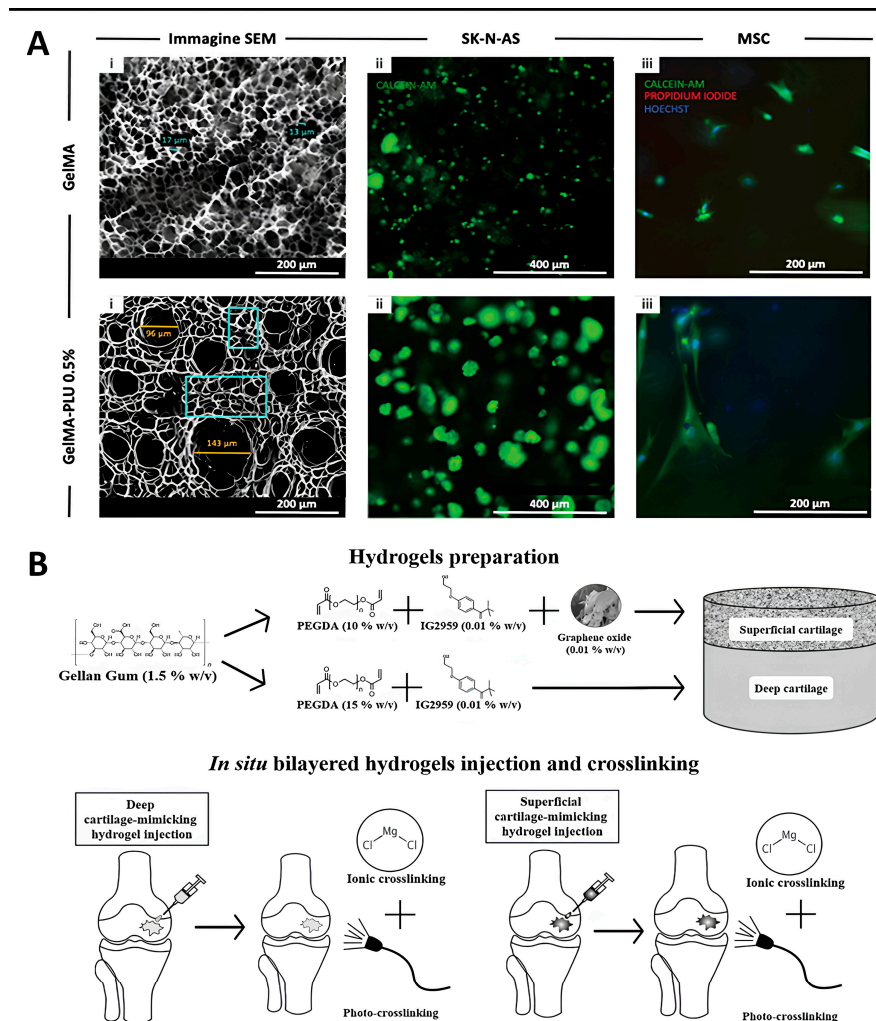 A
Immagine SEM
SK-N-AS
MSC
GelMA
i
17 µm
13 µm
200 µm
ii
CALCEIN-AM
400 µm
iii
CALCEIN-AM
PROPIDIUM IODIDE
HOECHST
200 µm
GelMA-PLU 0.5%
i
96 µm
143 µm
200 µm
ii
400 µm
iii
200 µm
B
Hydrogels preparation
PEGDA (10 % w/v)
IG2959 (0.01 % w/v)
Graphene oxide
(0.01 % w/v)
Gellan Gum (1.5 % w/v)
PEGDA (15 % w/v)
IG2959 (0.01 % w/v)
Superficial cartilage
Deep cartilage
In situ bilayered hydrogels injection and crosslinking
Deep
cartilage-mimicking
hydrogel injection
Mg
Cl Cl
Ionic crosslinking
Photo-crosslinking
Superficial
cartilage-mimicking
hydrogel injection
Mg
Cl Cl
Ionic crosslinking
Photo-crosslinking